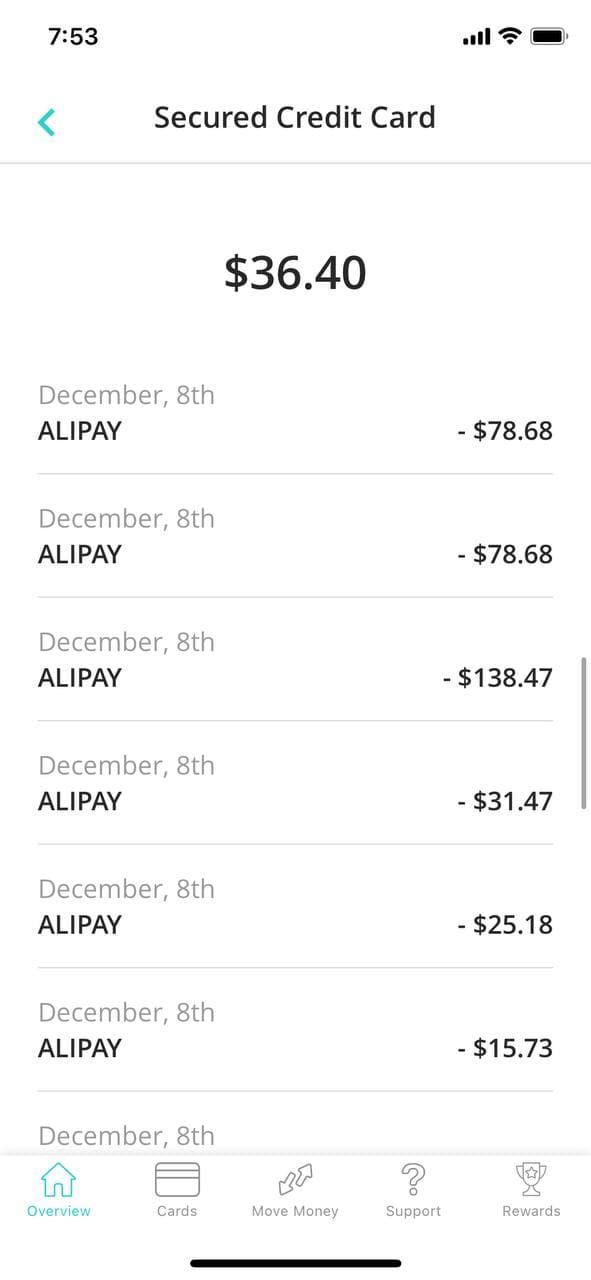 7:53
Secured Credit Card
$36.40
December, 8th
ALIPAY - $78.68
December, 8th
ALIPAY - $78.68
December, 8th
ALIPAY - $138.47
December, 8th
ALIPAY - $31.47
December, 8th
ALIPAY - $25.18
December, 8th
ALIPAY - $15.73
December, 8th
Overview Cards Move Money Support Rewards